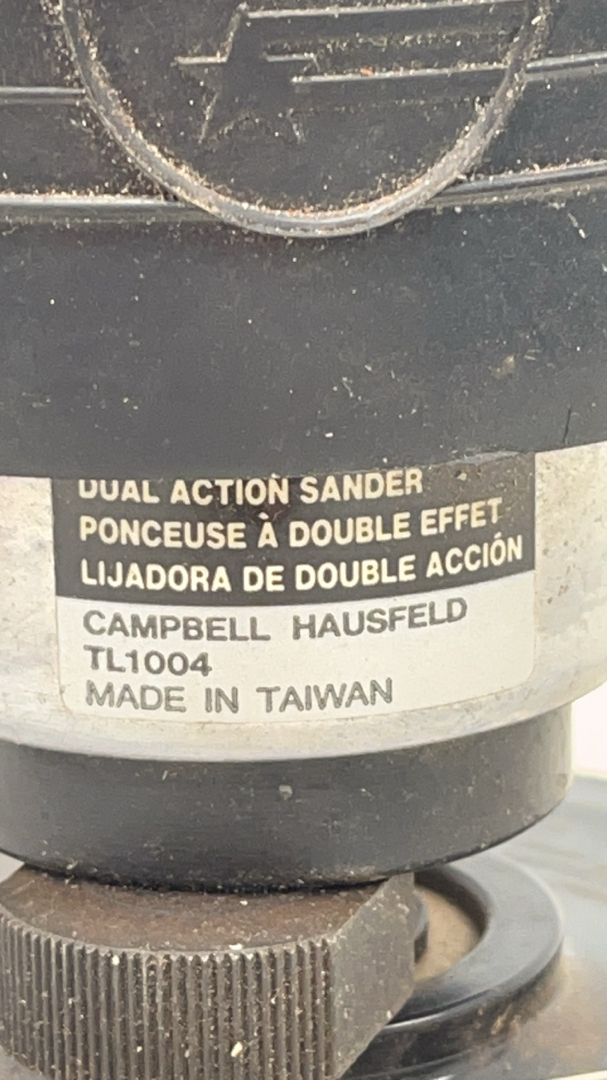 DUAL ACTION SANDER
PONCEUSE À DOUBLE EFFET
LIJADORA DE DOUBLE ACCIÓN
CAMPBELL HAUSFELD
TL1004
MADE IN TAIWAN